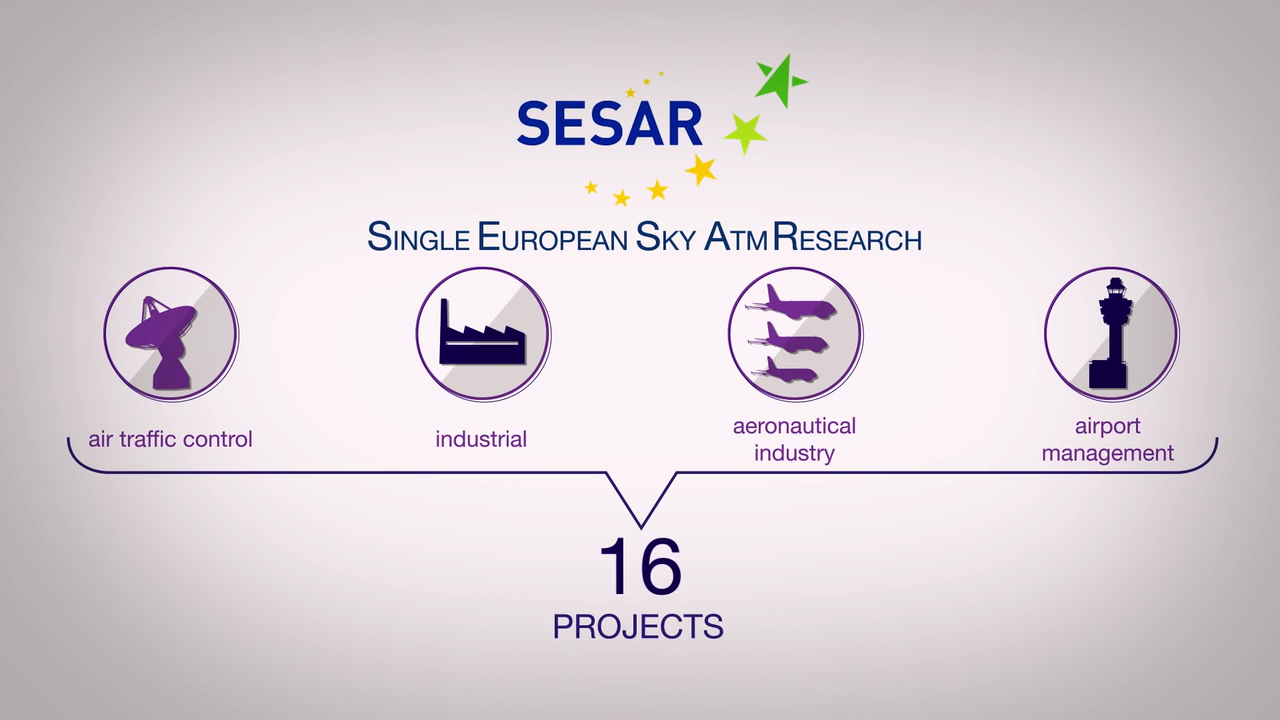 SESAR
SINGLE EUROPEAN SKY ATM RESEARCH
air traffic control
industrial
aeronautical
industry
airport
management
16
PROJECTS